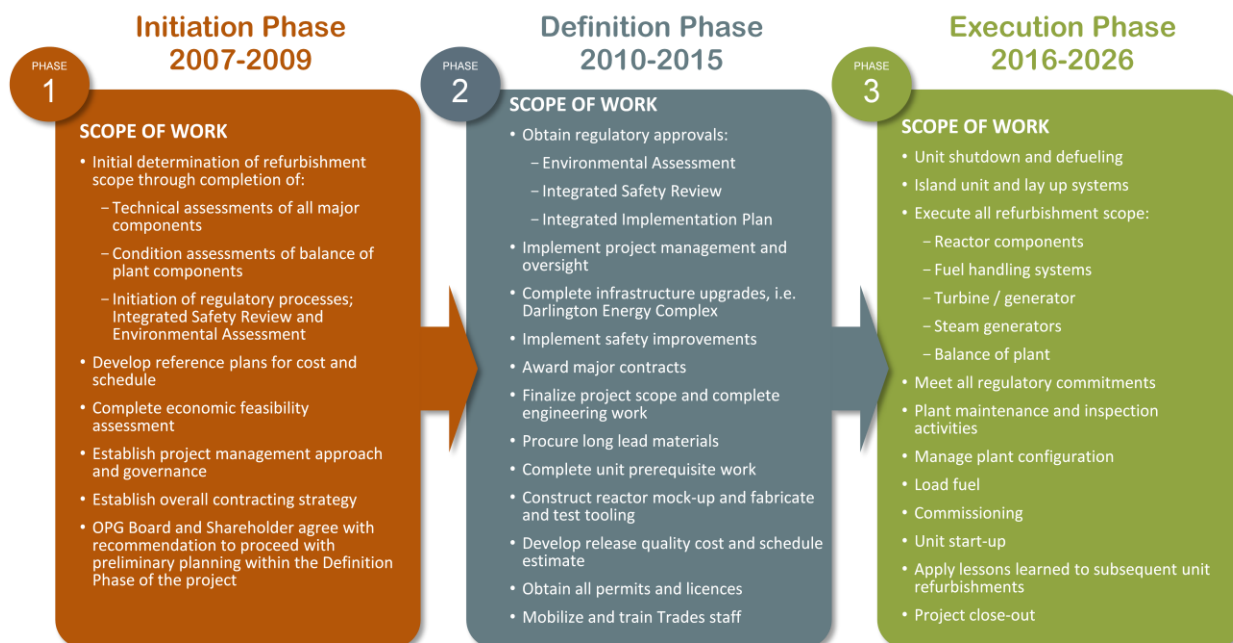 Initiation Phase
2007-2009
PHASE
1
SCOPE OF WORK
• Initial determination of refurbishment
scope through completion of:
– Technical assessments of all major
components
– Condition assessments of balance of
plant components
– Initiation of regulatory processes;
Integrated Safety Review and
Environmental Assessment
• Develop reference plans for cost and
schedule
• Complete economic feasibility
assessment
• Establish project management approach
and governance
• Establish overall contracting strategy
• OPG Board and Shareholder agree with
recommendation to proceed with
preliminary planning within the Definition
Phase of the project
Definition Phase
2010-2015
PHASE
2
SCOPE OF WORK
• Obtain regulatory approvals:
– Environmental Assessment
– Integrated Safety Review
– Integrated Implementation Plan
• Implement project management and
oversight
• Complete infrastructure upgrades, i.e.
Darlington Energy Complex
• Implement safety improvements
• Award major contracts
• Finalize project scope and complete
engineering work
• Procure long lead materials
• Complete unit prerequisite work
• Construct reactor mock-up and fabricate
and test tooling
• Develop release quality cost and schedule
estimate
• Obtain all permits and licences
• Mobilize and train Trades staff
Execution Phase
2016-2026
PHASE
3
SCOPE OF WORK
• Unit shutdown and defueling
• Island unit and lay up systems
• Execute all refurbishment scope:
– Reactor components
– Fuel handling systems
– Turbine / generator
– Steam generators
– Balance of plant
• Meet all regulatory commitments
• Plant maintenance and inspection
activities
• Manage plant configuration
• Load fuel
• Commissioning
• Unit start-up
• Apply lessons learned to subsequent unit
refurbishments
• Project close-out